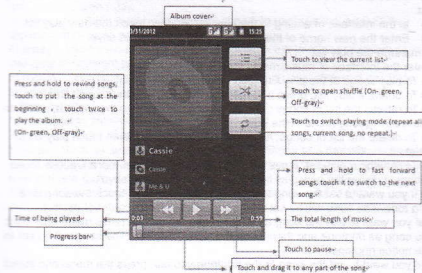 Album cover
3/31/2012
15:25
Touch to view the current list
Touch to open shuffle (On- green,
Off-gray)
Touch to switch playing mode (repeat all
songs, current song, no repeat.)
Press and hold to rewind songs,
touch to put the song at the
beginning , touch twice to
play the album.
(On- green, Off-gray)
Cassie
Cassie
Me & U
Press and hold to fast forward
songs, touch it to switch to the next
song.
Time of being played
0:03
0:59
The total length of music
Progress bar
Touch to pause
Touch and drag it to any part of the song